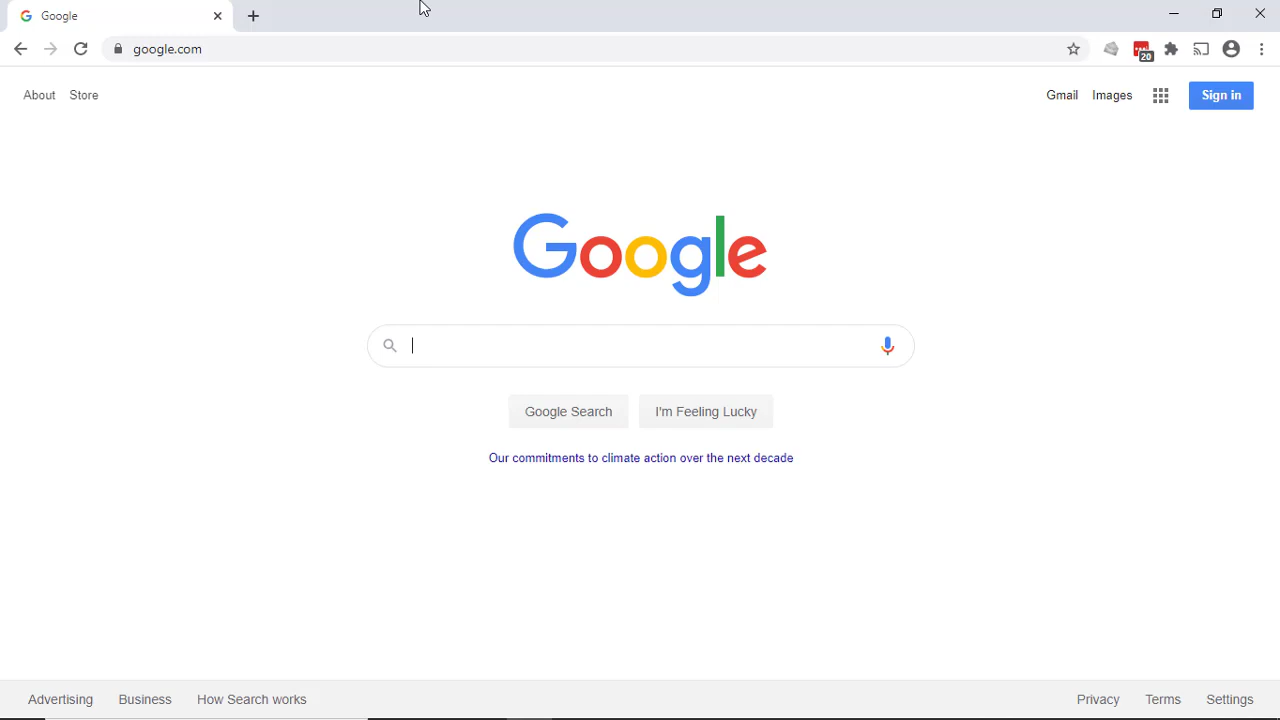 Google
google.com
20
About Store
Gmail Images Sign in
Google
Google Search I'm Feeling Lucky
Our commitments to climate action over the next decade
Advertising Business How Search works
Privacy Terms Settings